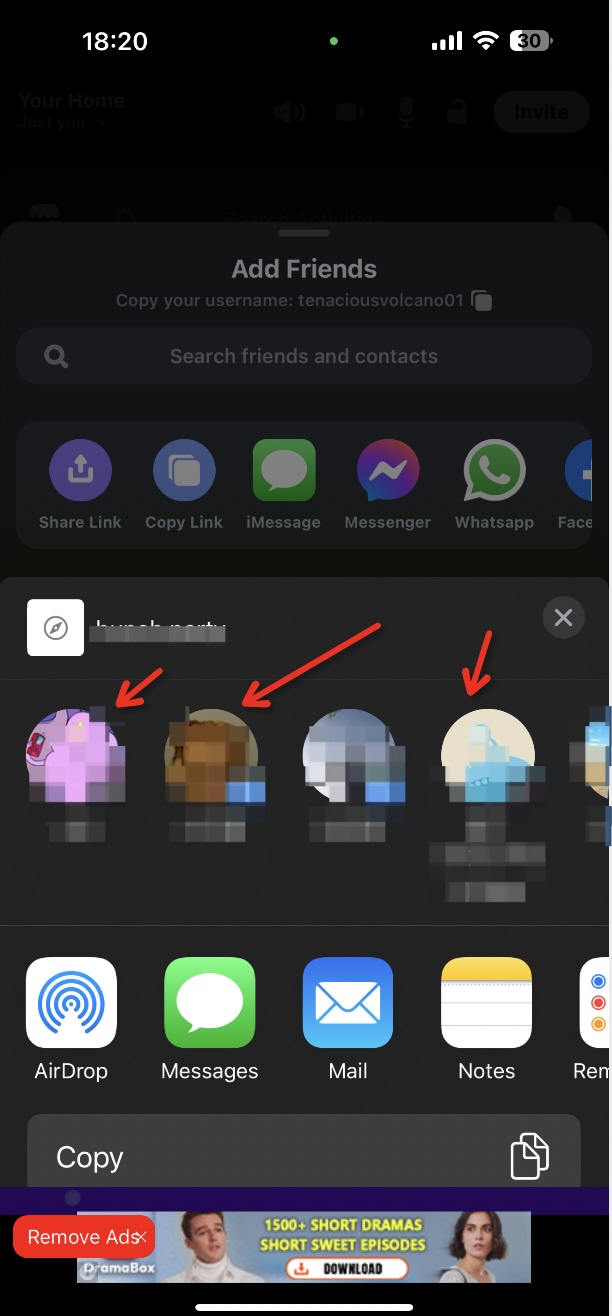 18:20
30
Your Home
Just you
Invite
Search Activities
Add Friends
Copy your username: tenaciousvolcano01
Search friends and contacts
Share Link
Copy Link
iMessage
Messenger
Whatsapp
Face
AirDrop
Messages
Mail
Notes
Rem
Copy
Remove Ads
1500+ SHORT DRAMAS
SHORT SWEET EPISODES
DOWNLOAD
DramaBox